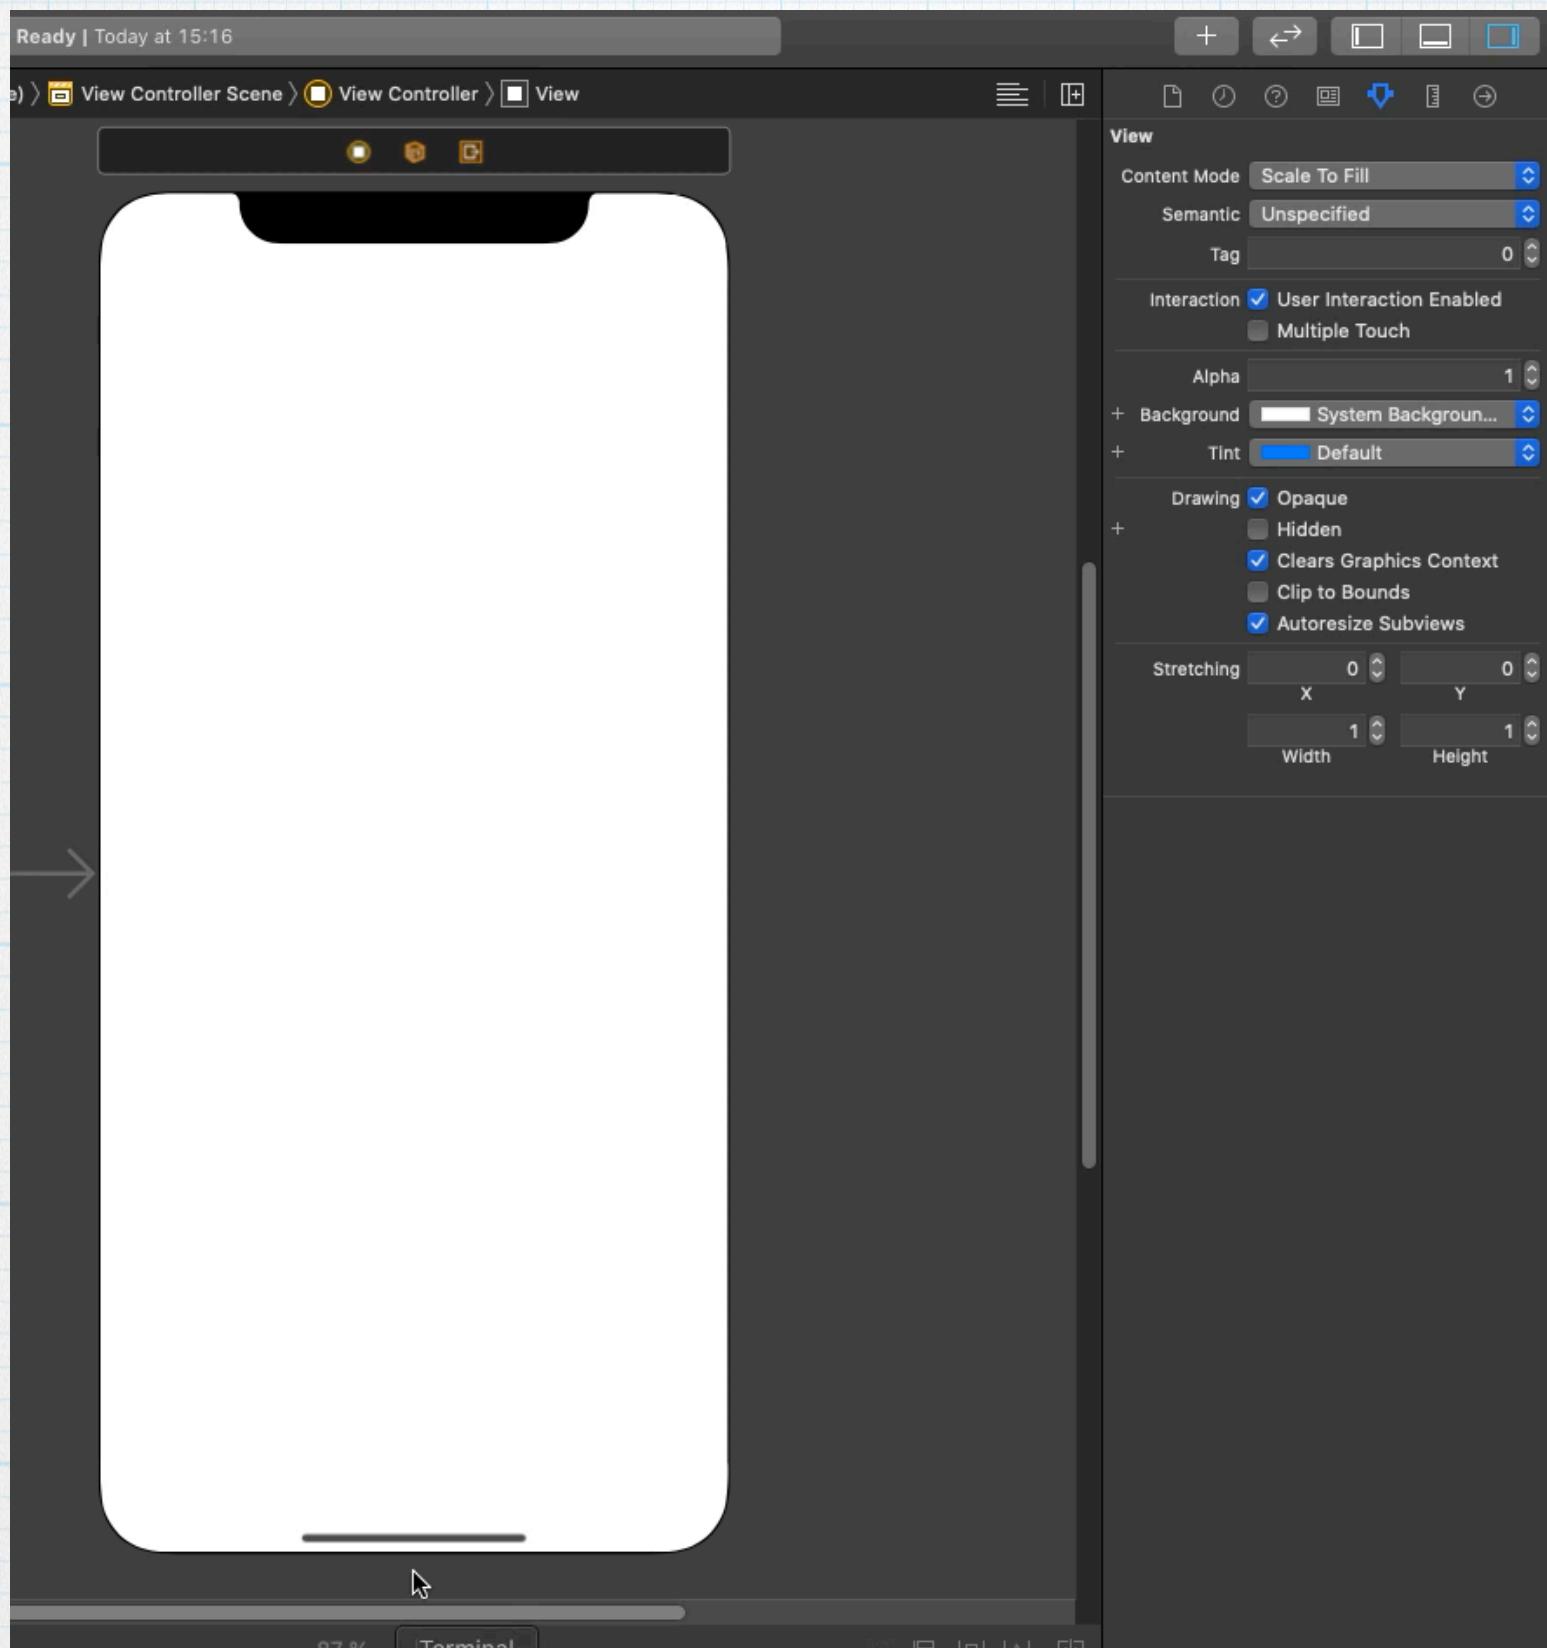 Ready | Today at 15:16
e) 〉 View Controller Scene 〉 View Controller 〉 View
View
Content Mode Scale To Fill
Semantic Unspecified
Tag 0
Interaction User Interaction Enabled
Multiple Touch
Alpha 1
+ Background System Backgroun...
+ Tint Default
Drawing Opaque
+ Hidden
Clears Graphics Context
Clip to Bounds
Autoresize Subviews
Stretching 0 0
X Y
1 1
Width Height
Terminal